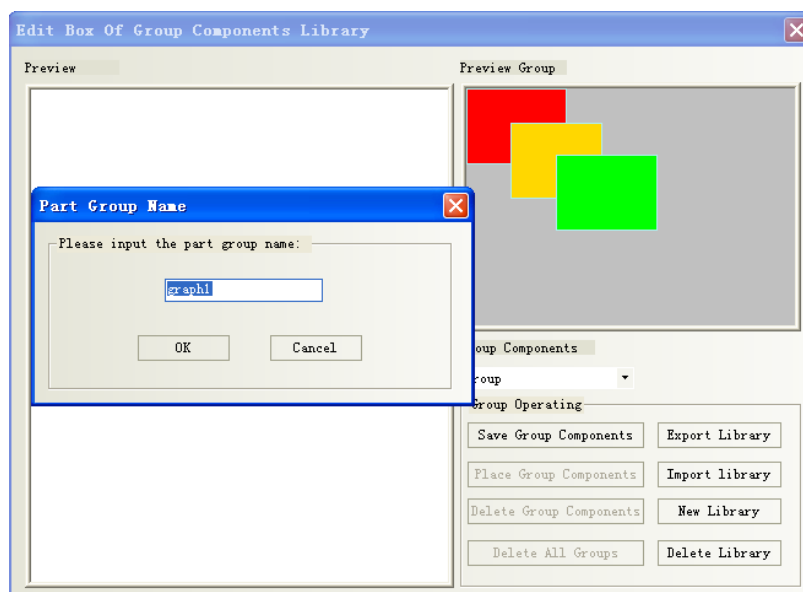 Edit Box Of Group Components Library
Preview
Preview Group
Part Group Name
Please input the part group name:
graph1
OK Cancel
oup Components
roup
Group Operating
Save Group Components Export Library
Place Group Components Import library
Delete Group Components New Library
Delete All Groups Delete Library